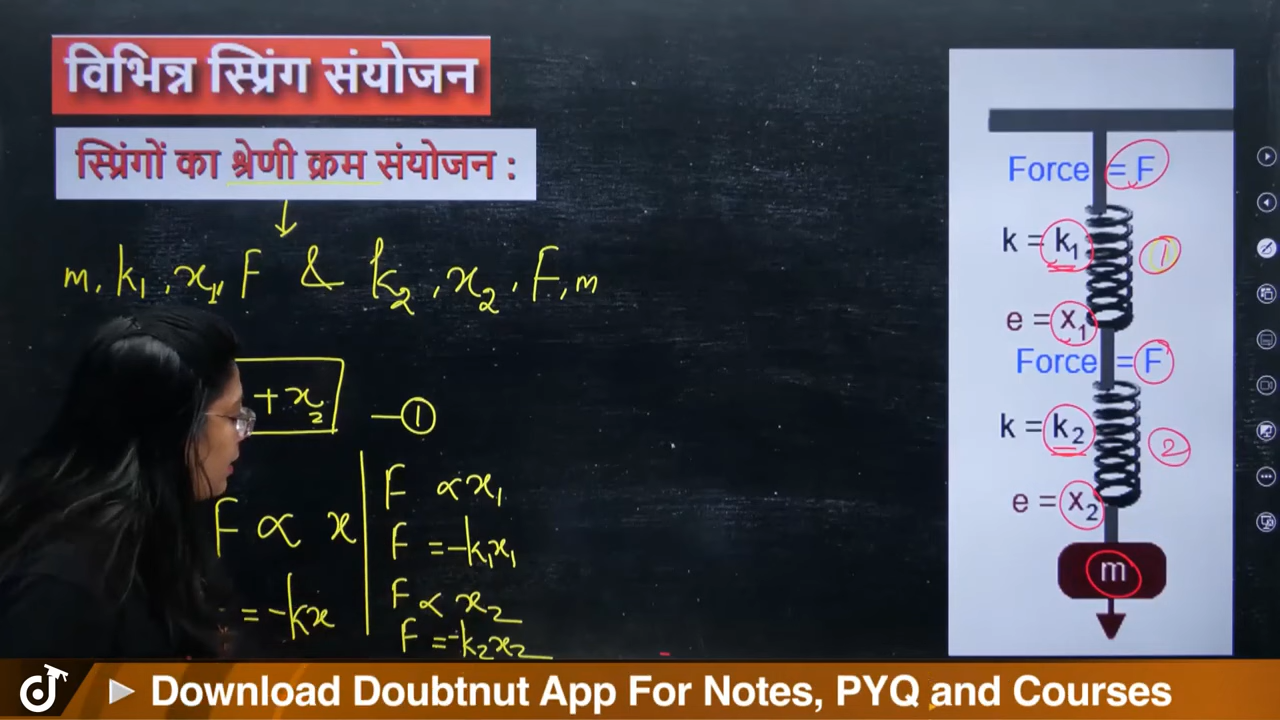 विभिन्न स्प्रिंग संयोजन
स्प्रिंगों का श्रेणी क्रम संयोजन :
m, k₁, x₁, F & k₂, x₂, F, m
+ x₂ —①
F ∝ x
= -kx
F ∝ x₁
F = -k₁x₁
F ∝ x₂
F = -k₂x₂
Force = F
k = k₁
①
e = x₁
Force = F
k = k₂
②
e = x₂
m
Download Doubtnut App For Notes, PYQ and Courses